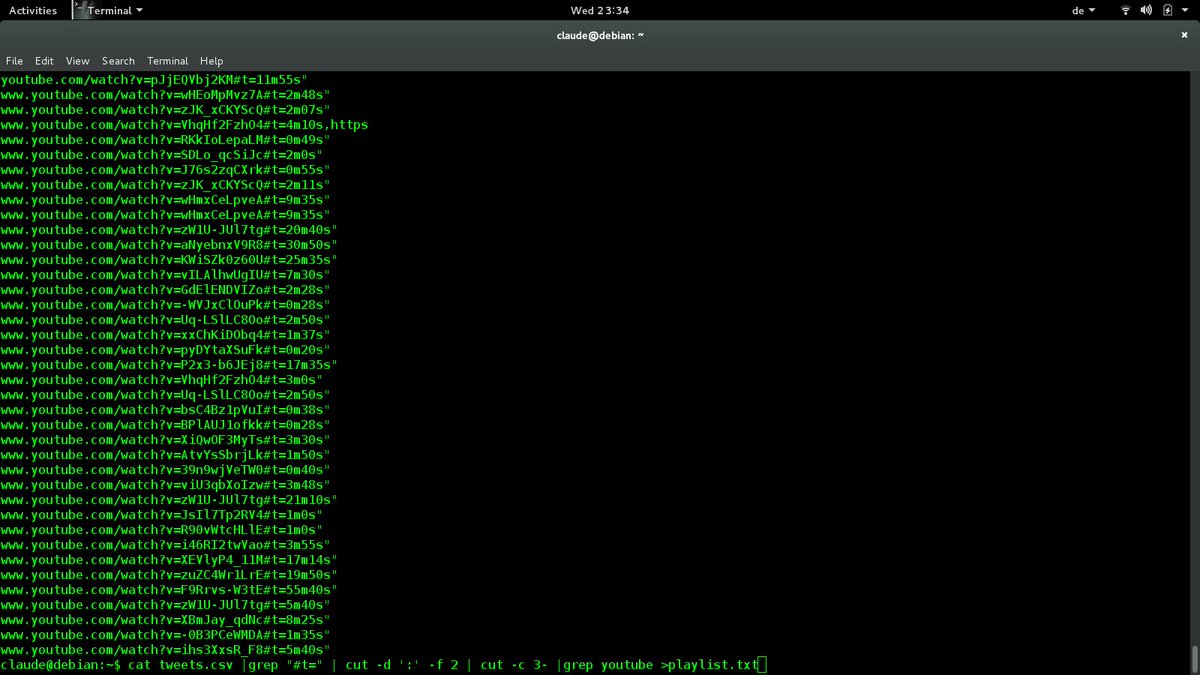 Activities Terminal Wed 23:34 de
claude@debian: ~ ×
File Edit View Search Terminal Help
youtube.com/watch?v=pJjEQVbj2KM#t=11m55s"
www.youtube.com/watch?v=wHEoMpMvz7A#t=2m48s"
www.youtube.com/watch?v=zJK_xCKYScQ#t=2m07s"
www.youtube.com/watch?v=VhqHf2FzhO4#t=4m10s,https
www.youtube.com/watch?v=RKkIoLepaLM#t=0m49s"
www.youtube.com/watch?v=SDLo_qcSiJc#t=2m0s"
www.youtube.com/watch?v=J76s2zqCXrk#t=0m55s"
www.youtube.com/watch?v=zJK_xCKYScQ#t=2m11s"
www.youtube.com/watch?v=wHmxCeLpveA#t=9m35s"
www.youtube.com/watch?v=wHmxCeLpveA#t=9m35s"
www.youtube.com/watch?v=zW1U-JUl7tg#t=20m40s"
www.youtube.com/watch?v=aNyebnxV9R8#t=30m50s"
www.youtube.com/watch?v=KWiSZk0z60U#t=25m35s"
www.youtube.com/watch?v=vILAlhwUgIU#t=7m30s"
www.youtube.com/watch?v=GdElENDVIZo#t=2m28s"
www.youtube.com/watch?v=-WVJxClOuPk#t=0m28s"
www.youtube.com/watch?v=Uq-LSlLC8Oo#t=2m50s"
www.youtube.com/watch?v=xxChKiDObq4#t=1m37s"
www.youtube.com/watch?v=pyDYtaXSuFk#t=0m20s"
www.youtube.com/watch?v=P2x3-b6JEj8#t=17m35s"
www.youtube.com/watch?v=VhqHf2FzhO4#t=3m0s"
www.youtube.com/watch?v=Uq-LSlLC8Oo#t=2m50s"
www.youtube.com/watch?v=bsC4Bz1pVuI#t=0m38s"
www.youtube.com/watch?v=BPlAUJ1ofkk#t=0m28s"
www.youtube.com/watch?v=XiQwOF3MyTs#t=3m30s"
www.youtube.com/watch?v=AtvYsSbrjLk#t=1m50s"
www.youtube.com/watch?v=39n9wjVeTW0#t=0m40s"
www.youtube.com/watch?v=viU3qbXoIzw#t=3m48s"
www.youtube.com/watch?v=zW1U-JUl7tg#t=21m10s"
www.youtube.com/watch?v=JsIl7Tp2RV4#t=1m0s"
www.youtube.com/watch?v=R90vWtcHLlE#t=1m0s"
www.youtube.com/watch?v=i46RI2twVao#t=3m55s"
www.youtube.com/watch?v=XEVlyP4_11M#t=17m14s"
www.youtube.com/watch?v=zuZC4Wr1LrE#t=19m50s"
www.youtube.com/watch?v=F9Rrvs-W3tE#t=55m40s"
www.youtube.com/watch?v=zW1U-JUl7tg#t=5m40s"
www.youtube.com/watch?v=XBmJay_qdNc#t=8m25s"
www.youtube.com/watch?v=-0B3PCeWMDA#t=1m35s"
www.youtube.com/watch?v=ihs3XxsR_F8#t=5m40s"
claude@debian:~$ cat tweets.csv |grep "#t=" | cut -d ':' -f 2 | cut -c 3- |grep youtube >playlist.txt